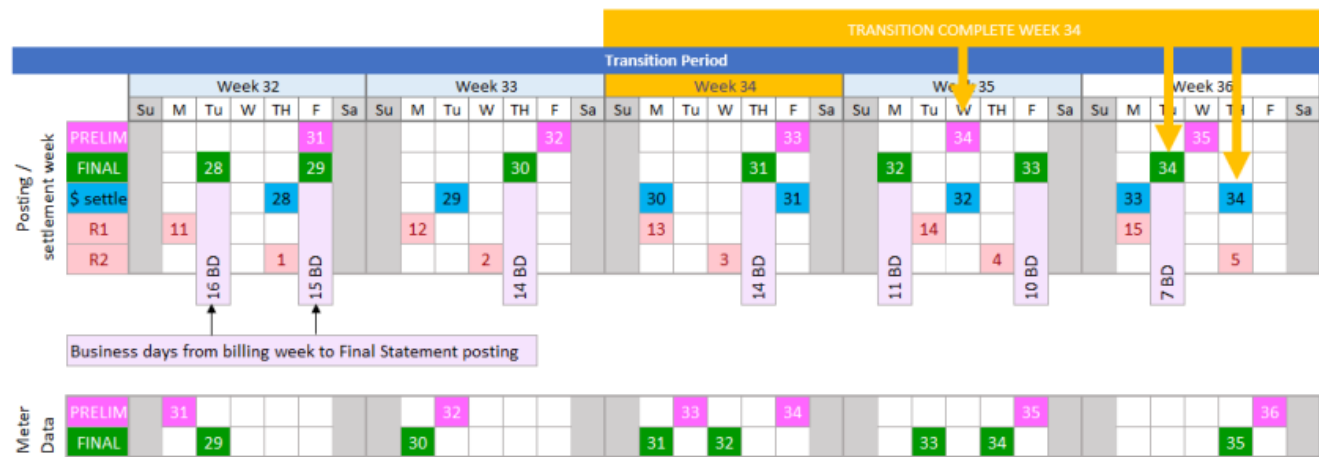 TRANSITION COMPLETE WEEK 34
Transition Period
Week 32 Week 33 Week 34 Week 35 Week 36
Su M Tu W TH F Sa Su M Tu W TH F Sa Su M Tu W TH F Sa Su M Tu W TH F Sa Su M Tu W TH F Sa
Posting /
settlement week
PRELIM 31 32 33 34 35
FINAL 28 29 30 31 32 33 34
$ settle 28 29 30 31 32 33 34
R1 11 12 13 14 15
R2 1 2 3 4 5
16 BD 15 BD 14 BD 14 BD 11 BD 10 BD 7 BD
Business days from billing week to Final Statement posting
Meter
Data
PRELIM 31 32 33 34 35 36
FINAL 29 30 31 32 33 34 35